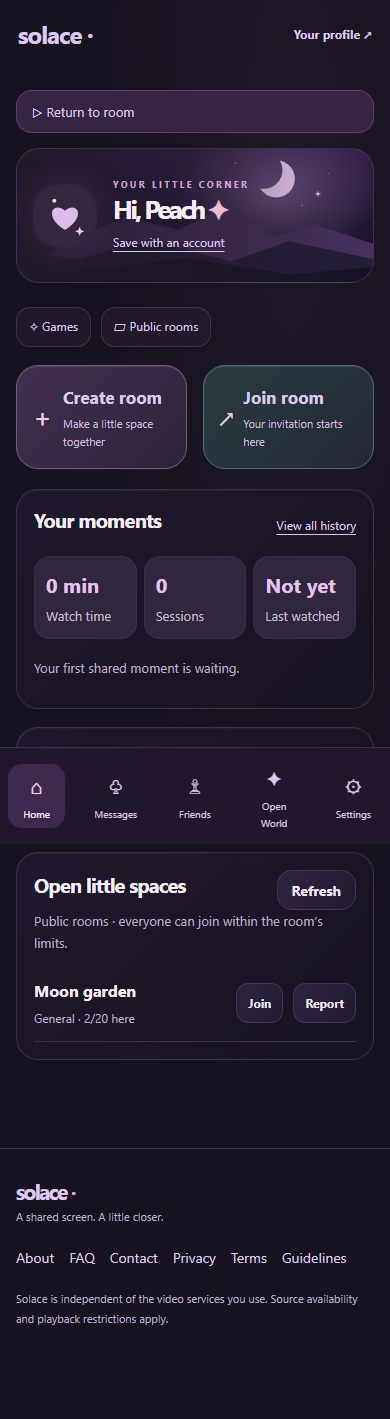 solace ·
Your profile ↗
▷ Return to room
YOUR LITTLE CORNER
Hi, Peach
Save with an account
✧ Games
▱ Public rooms
+
Create room
Make a little space
together
↗
Join room
Your invitation starts
here
Your moments
View all history
0 min
Watch time
0
Sessions
Not yet
Last watched
Your first shared moment is waiting.
Home
Messages
Friends
Open
World
Settings
Open little spaces
Refresh
Public rooms · everyone can join within the room's
limits.
Moon garden
General · 2/20 here
Join
Report
solace ·
A shared screen. A little closer.
About FAQ Contact Privacy Terms Guidelines
Solace is independent of the video services you use. Source availability
and playback restrictions apply.